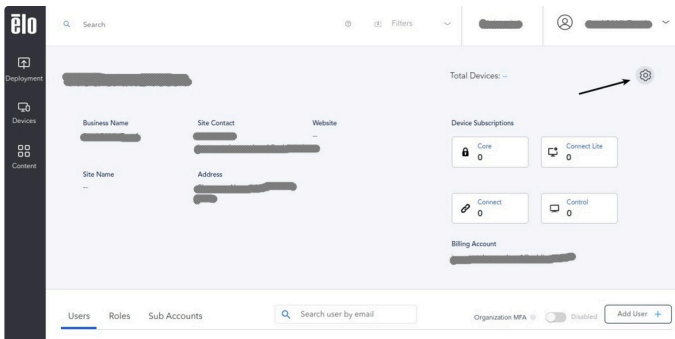 ēlo
Search
Filters
Deployment
Total Devices: --
Devices
Business Name
Site Contact
Website
--
Device Subscriptions
Core
0
Connect Lite
0
Content
Site Name
--
Address
Connect
0
Control
0
Billing Account
Users
Roles
Sub Accounts
Search user by email
Organization MFA
Disabled
Add User +